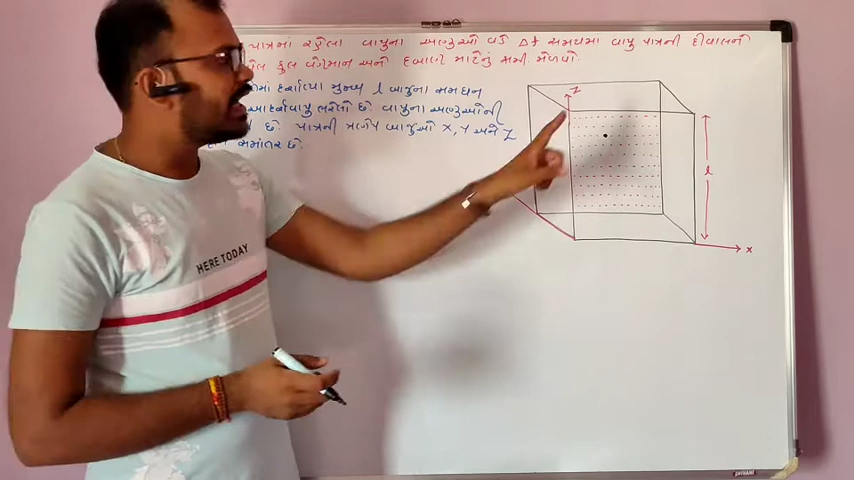 પાત્રમાં રહેલા વાયુના અણુઓ વડે Δt સમયમાં વાયુ પાત્રની દીવાલને
કુલ વેગમાન અને દબાણ માટેનું સમી. મેળવો.
દર્શાવ્યા મુજબ l બાજુના સમઘન
આદર્શવાયુ ભરેલો છે. વાયુના અણુઓની
છે. પાત્રની ત્રણેય બાજુઓ X, Y અને Z
સમાંતર છે.
Z
l
X
HERE TODAY